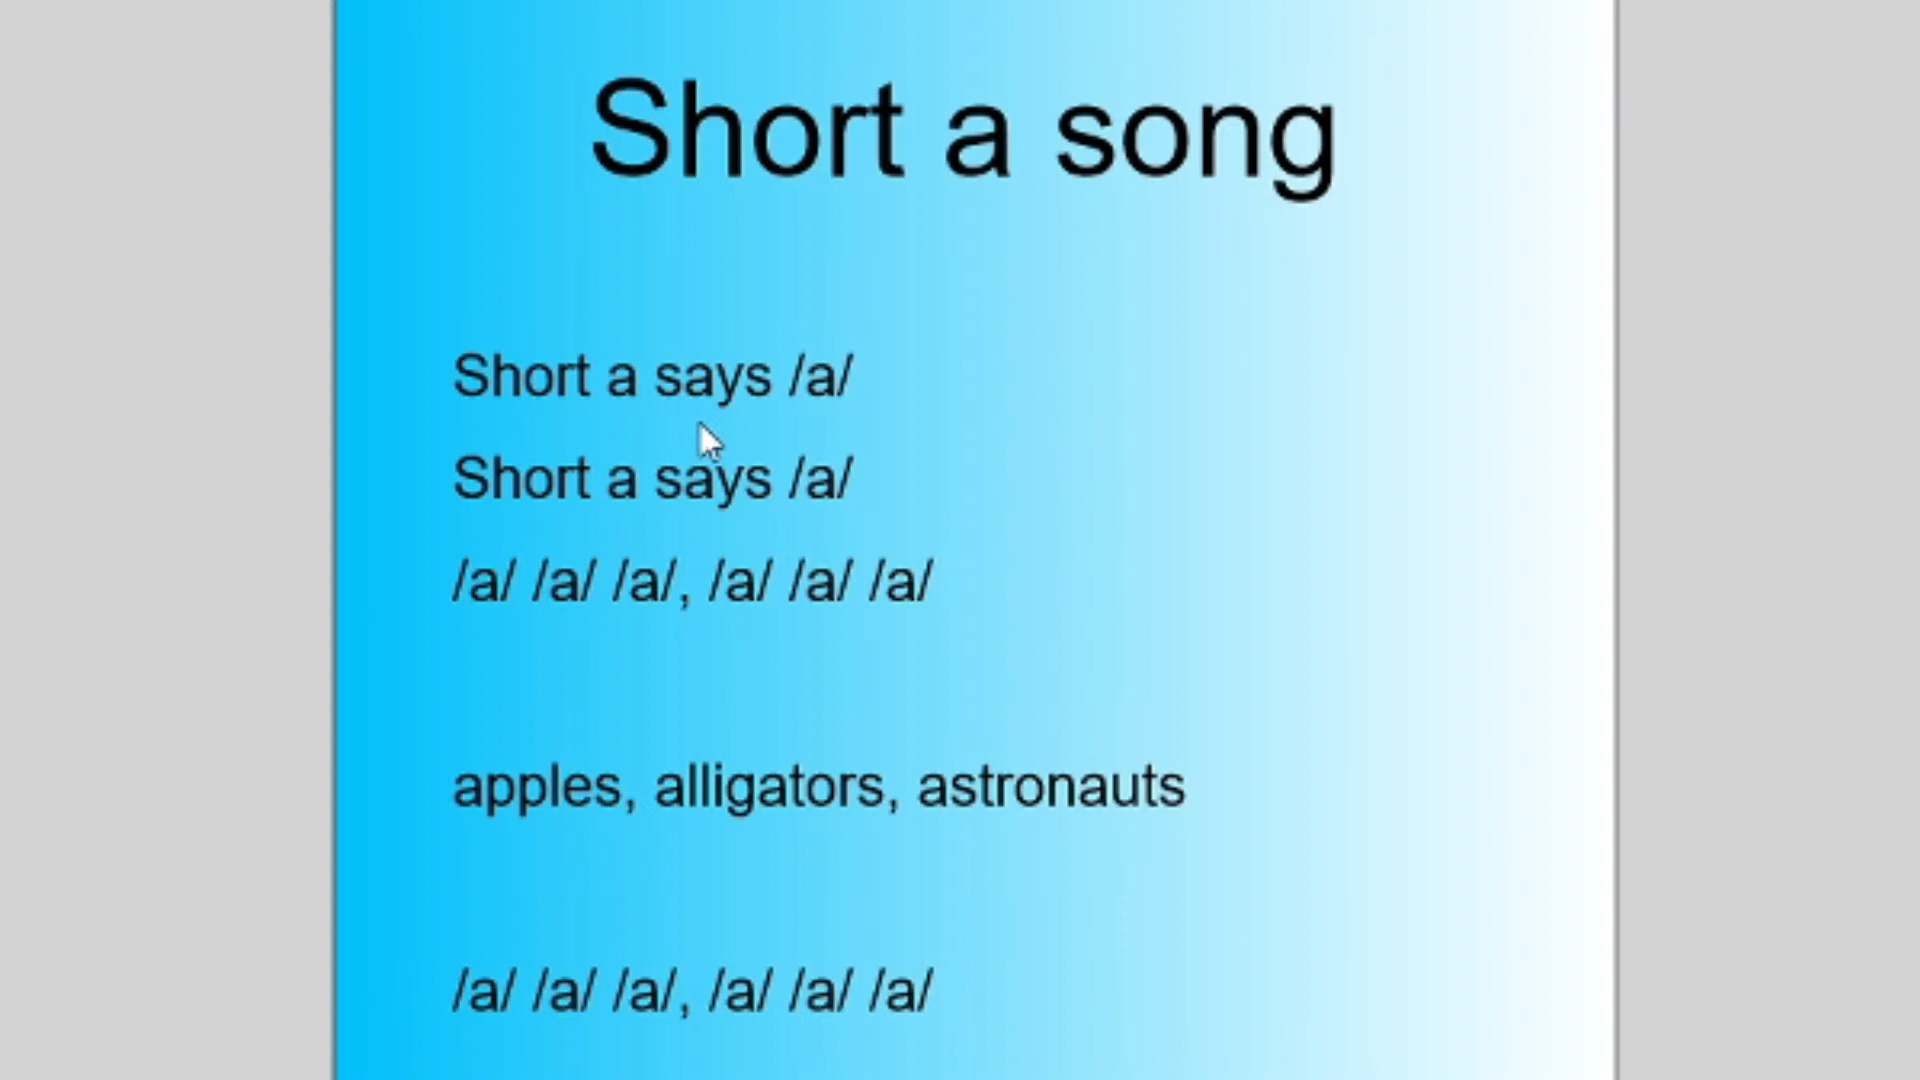 Short a song
Short a says /a/
Short a says /a/
/a/ /a/ /a/, /a/ /a/ /a/
apples, alligators, astronauts
/a/ /a/ /a/, /a/ /a/ /a/